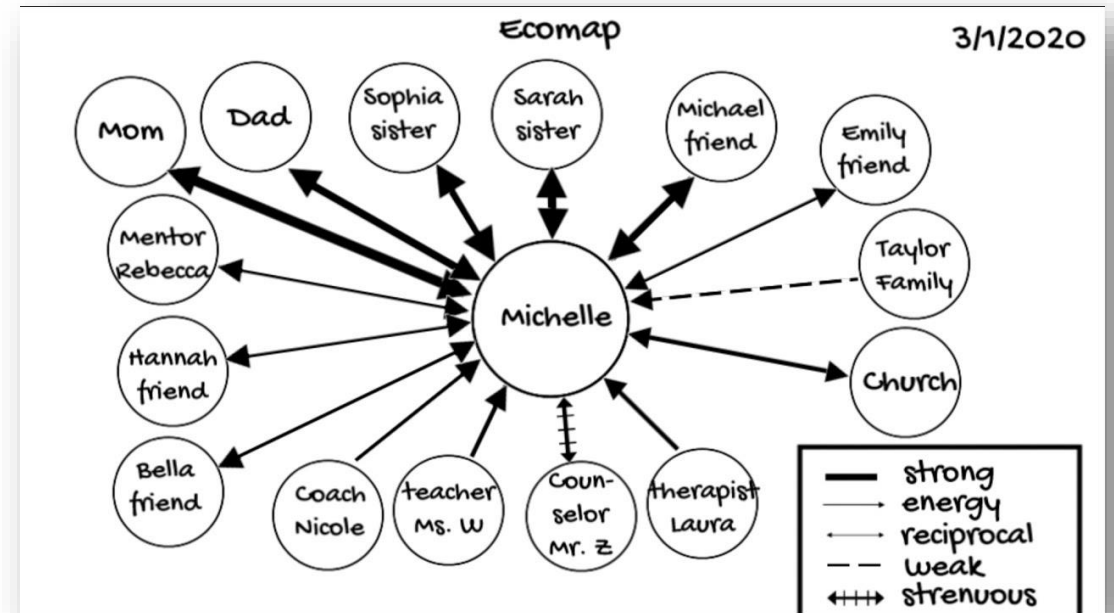 Ecomap
3/1/2020
Mom
Dad
Sophia
sister
Sarah
sister
Michael
friend
Emily
friend
Mentor
Rebecca
Taylor
Family
Michelle
Hannah
friend
Church
Bella
friend
Coach
Nicole
teacher
Ms. W
Coun-
selor
Mr. Z
therapist
Laura
strong
energy
reciprocal
weak
strenuous